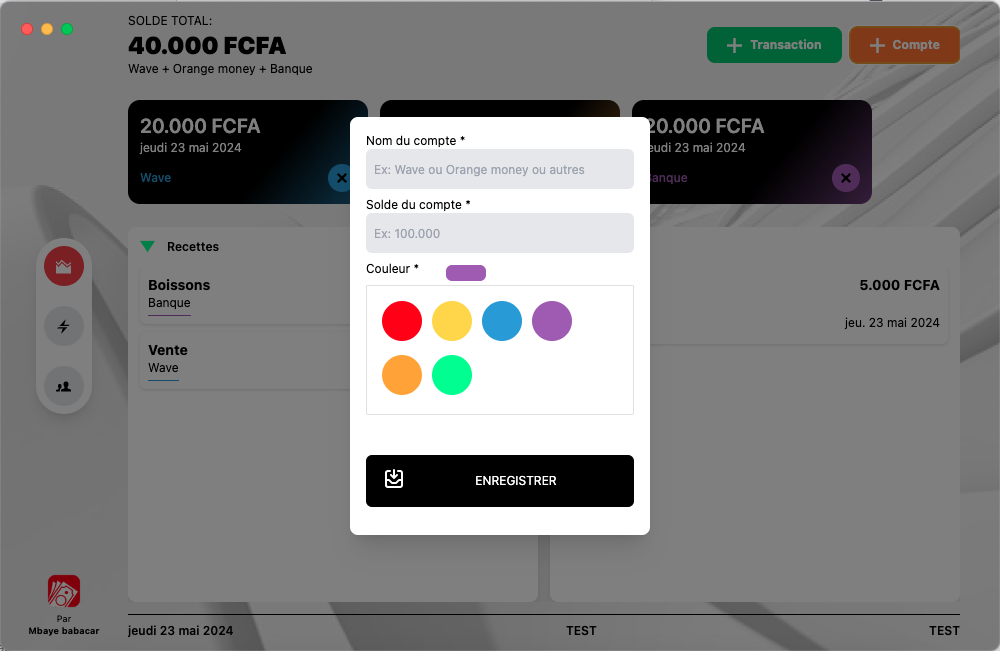 SOLDE TOTAL:
40.000 FCFA
Wave + Orange money + Banque
Transaction
Compte
20.000 FCFA
jeudi 23 mai 2024
Wave
20.000 FCFA
jeudi 23 mai 2024
Banque
Nom du compte *
Ex: Wave ou Orange money ou autres
Solde du compte *
Ex: 100.000
Couleur *
ENREGISTRER
Recettes
Boissons
Banque
Vente
Wave
5.000 FCFA
jeu. 23 mai 2024
Par
Mbaye babacar
jeudi 23 mai 2024
TEST
TEST